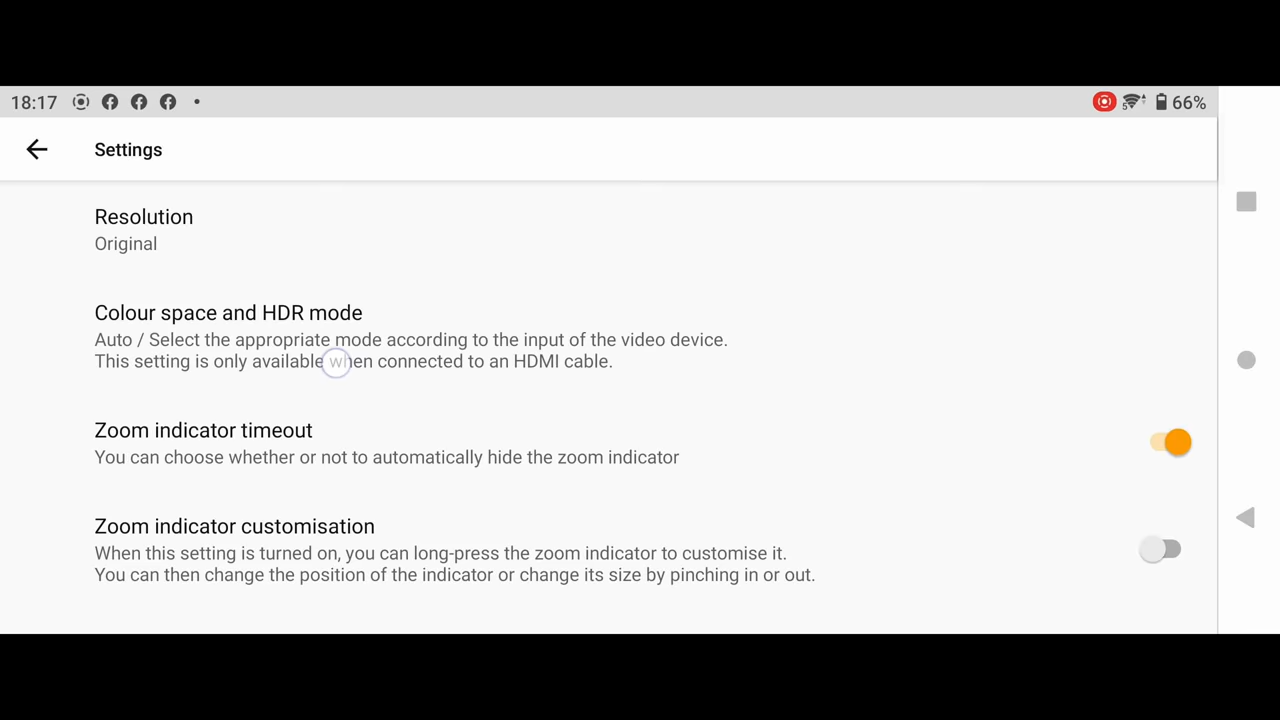 18:17
66%
Settings
Resolution
Original
Colour space and HDR mode
Auto / Select the appropriate mode according to the input of the video device.
This setting is only available when connected to an HDMI cable.
Zoom indicator timeout
You can choose whether or not to automatically hide the zoom indicator
Zoom indicator customisation
When this setting is turned on, you can long-press the zoom indicator to customise it.
You can then change the position of the indicator or change its size by pinching in or out.